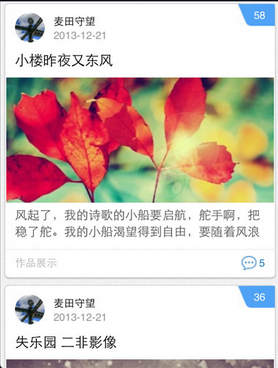 58
麦田守望
2013-12-21
小楼昨夜又东风
风起了，我的诗歌的小船要启航，舵手啊，把
稳了舵。我的小船渴望得到自由，要随着风浪
作品展示
5
36
麦田守望
2013-12-21
失乐园 二非影像